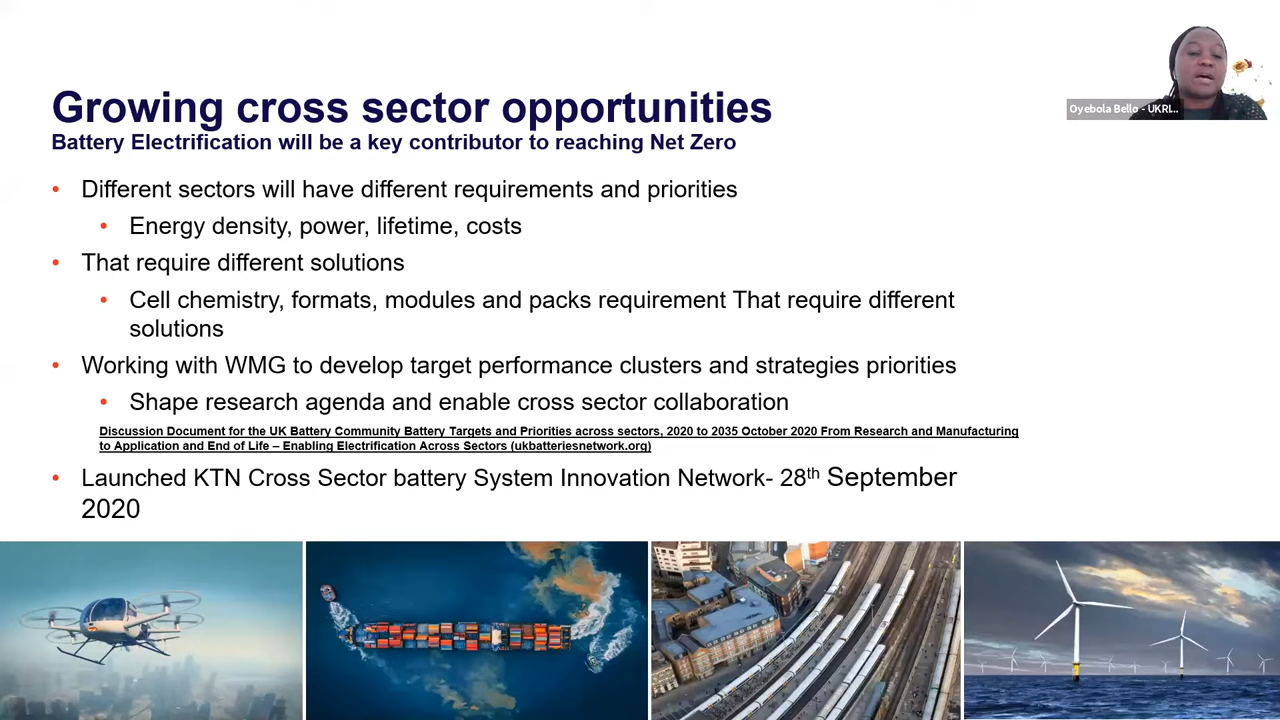 Growing cross sector opportunities
Battery Electrification will be a key contributor to reaching Net Zero
Oyebola Bello - UKRI...
• Different sectors will have different requirements and priorities
• Energy density, power, lifetime, costs
• That require different solutions
• Cell chemistry, formats, modules and packs requirement That require different
solutions
• Working with WMG to develop target performance clusters and strategies priorities
• Shape research agenda and enable cross sector collaboration
Discussion Document for the UK Battery Community Battery Targets and Priorities across sectors, 2020 to 2035 October 2020 From Research and Manufacturing
to Application and End of Life – Enabling Electrification Across Sectors (ukbatteriesnetwork.org)
• Launched KTN Cross Sector battery System Innovation Network- 28th September
2020